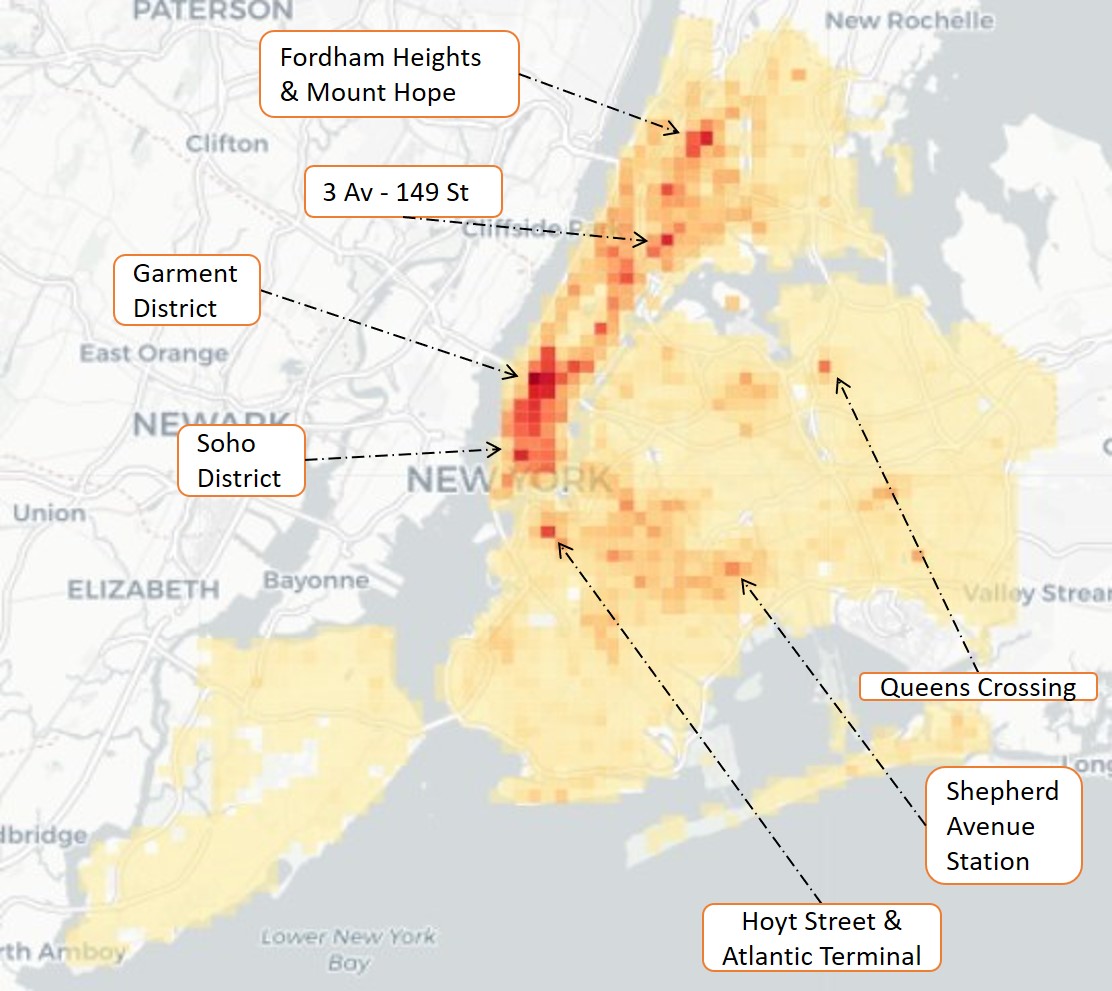 PATERSON
New Rochelle
Fordham Heights
& Mount Hope
Clifton
3 Av - 149 St
Cliffside Park
Garment
District
East Orange
NEWARK
Soho
District
NEW YORK
Union
ELIZABETH
Bayonne
Valley Strear
Queens Crossing
Long
Shepherd
Avenue
Station
dbridge
Hoyt Street &
Atlantic Terminal
Lower New York
Bay
rth Amboy